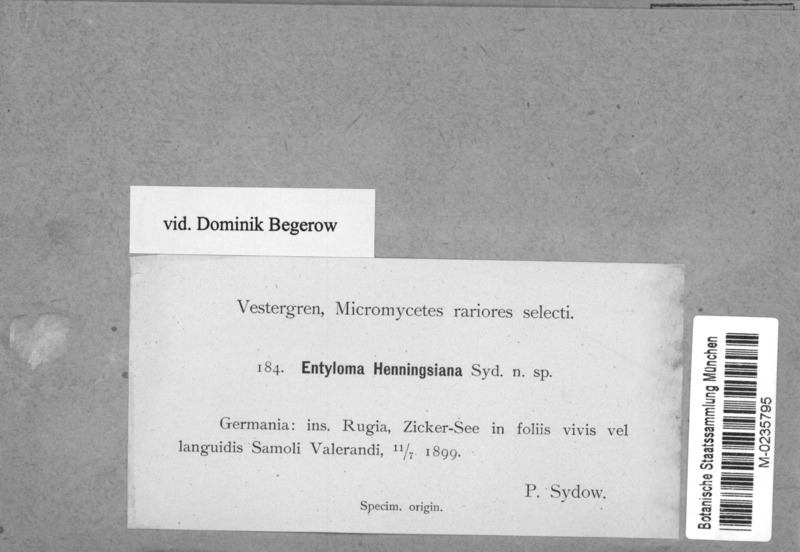 vid. Dominik Begerow
Vestergren, Micromycetes rariores selecti.
184. Entyloma Henningsiana Syd. n. sp.
Germania: ins. Rugia, Zicker-See in foliis vivis vel
languidis Samoli Valerandi, 11/7 1899.
P. Sydow.
Specim. origin.
Botanische Staatssammlung München
M-0235795